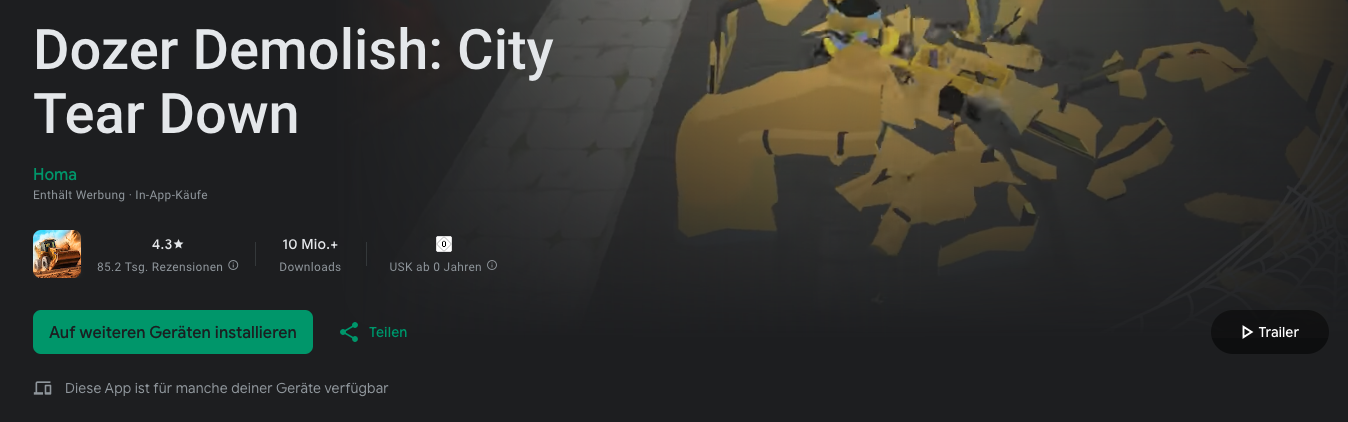 Dozer Demolish: City
Tear Down
Homa
Enthält Werbung · In-App-Käufe
4.3★
85.2 Tsg. Rezensionen
10 Mio.+
Downloads
0
USK ab 0 Jahren
Auf weiteren Geräten installieren
Teilen
Trailer
Diese App ist für manche deiner Geräte verfügbar